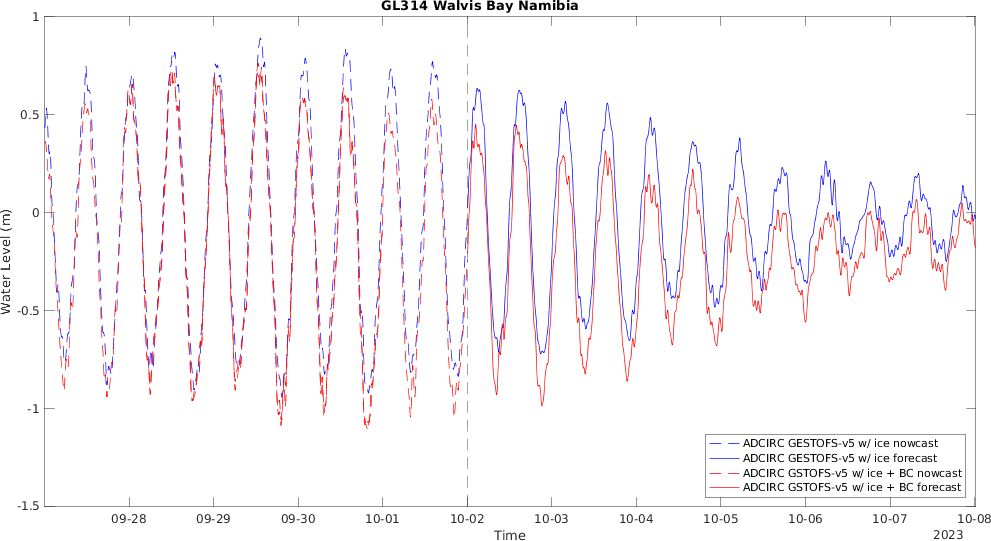 GL314 Walvis Bay Namibia
Water Level (m)
1
0.5
0
-0.5
-1
-1.5
09-28 09-29 09-30 10-01 10-02 10-03 10-04 10-05 10-06 10-07 10-08
Time
2023
ADCIRC GESTOFS-v5 w/ ice nowcast
ADCIRC GESTOFS-v5 w/ ice forecast
ADCIRC GSTOFS-v5 w/ ice + BC nowcast
ADCIRC GSTOFS-v5 w/ ice + BC forecast